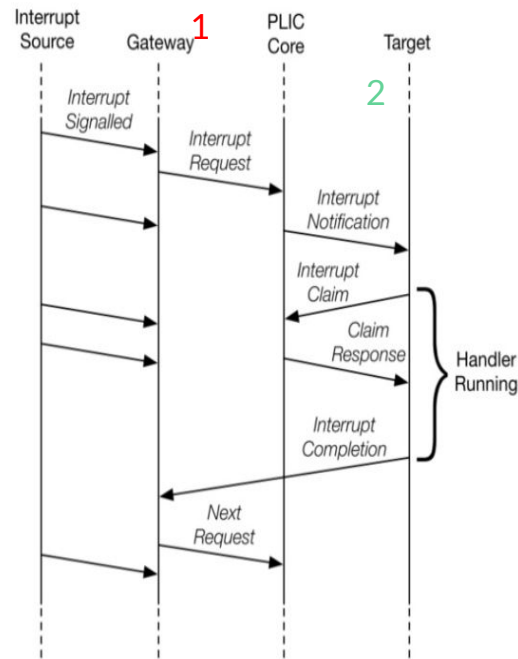 Interrupt
Source
Gateway
1
PLIC
Core
Target
2
Interrupt
Signalled
Interrupt
Request
Interrupt
Notification
Interrupt
Claim
Claim
Response
Handler
Running
Interrupt
Completion
Next
Request